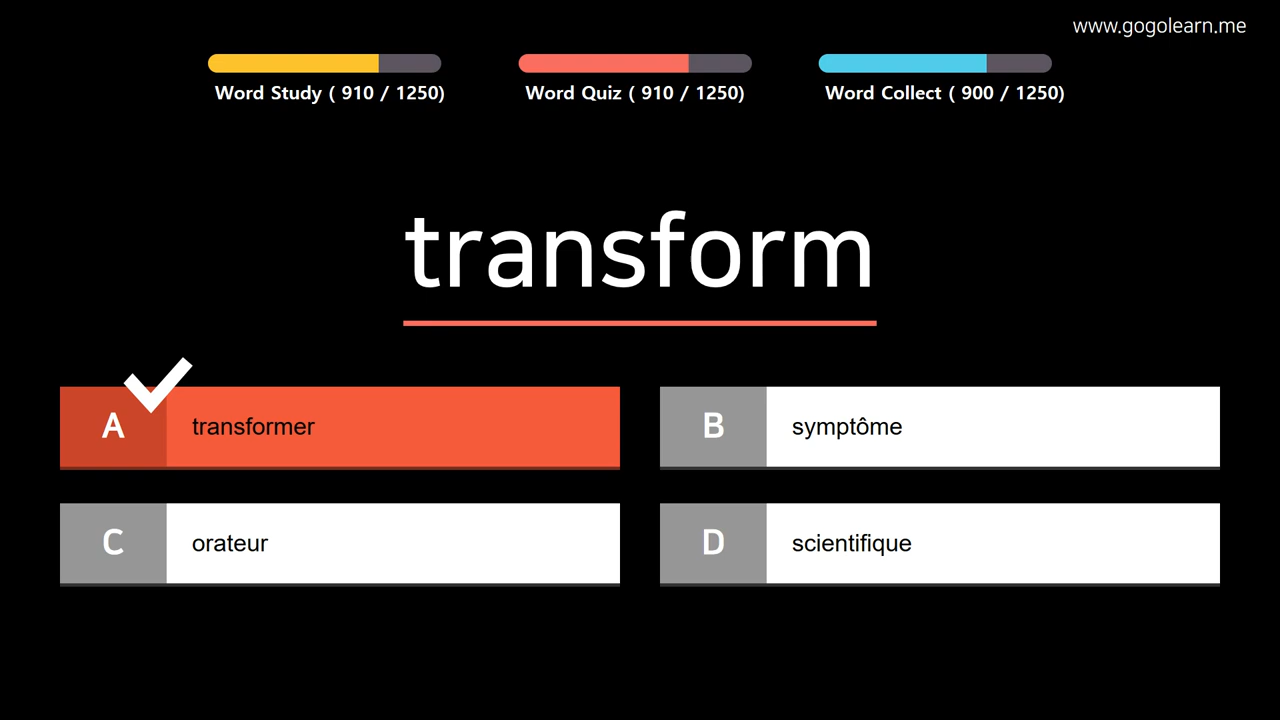 www.gogolearn.me
Word Study ( 910 / 1250)
Word Quiz ( 910 / 1250)
Word Collect ( 900 / 1250)
transform
A
transformer
B
symptôme
C
orateur
D
scientifique